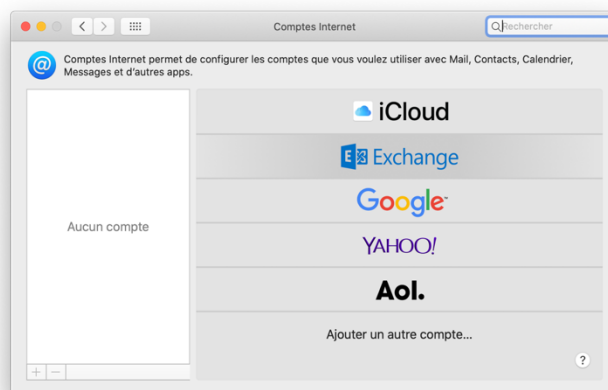 Comptes Internet
Rechercher
Comptes Internet permet de configurer les comptes que vous voulez utiliser avec Mail, Contacts, Calendrier,
Messages et d'autres apps.
Aucun compte
iCloud
Exchange
Google
YAHOO!
Aol.
Ajouter un autre compte...
?